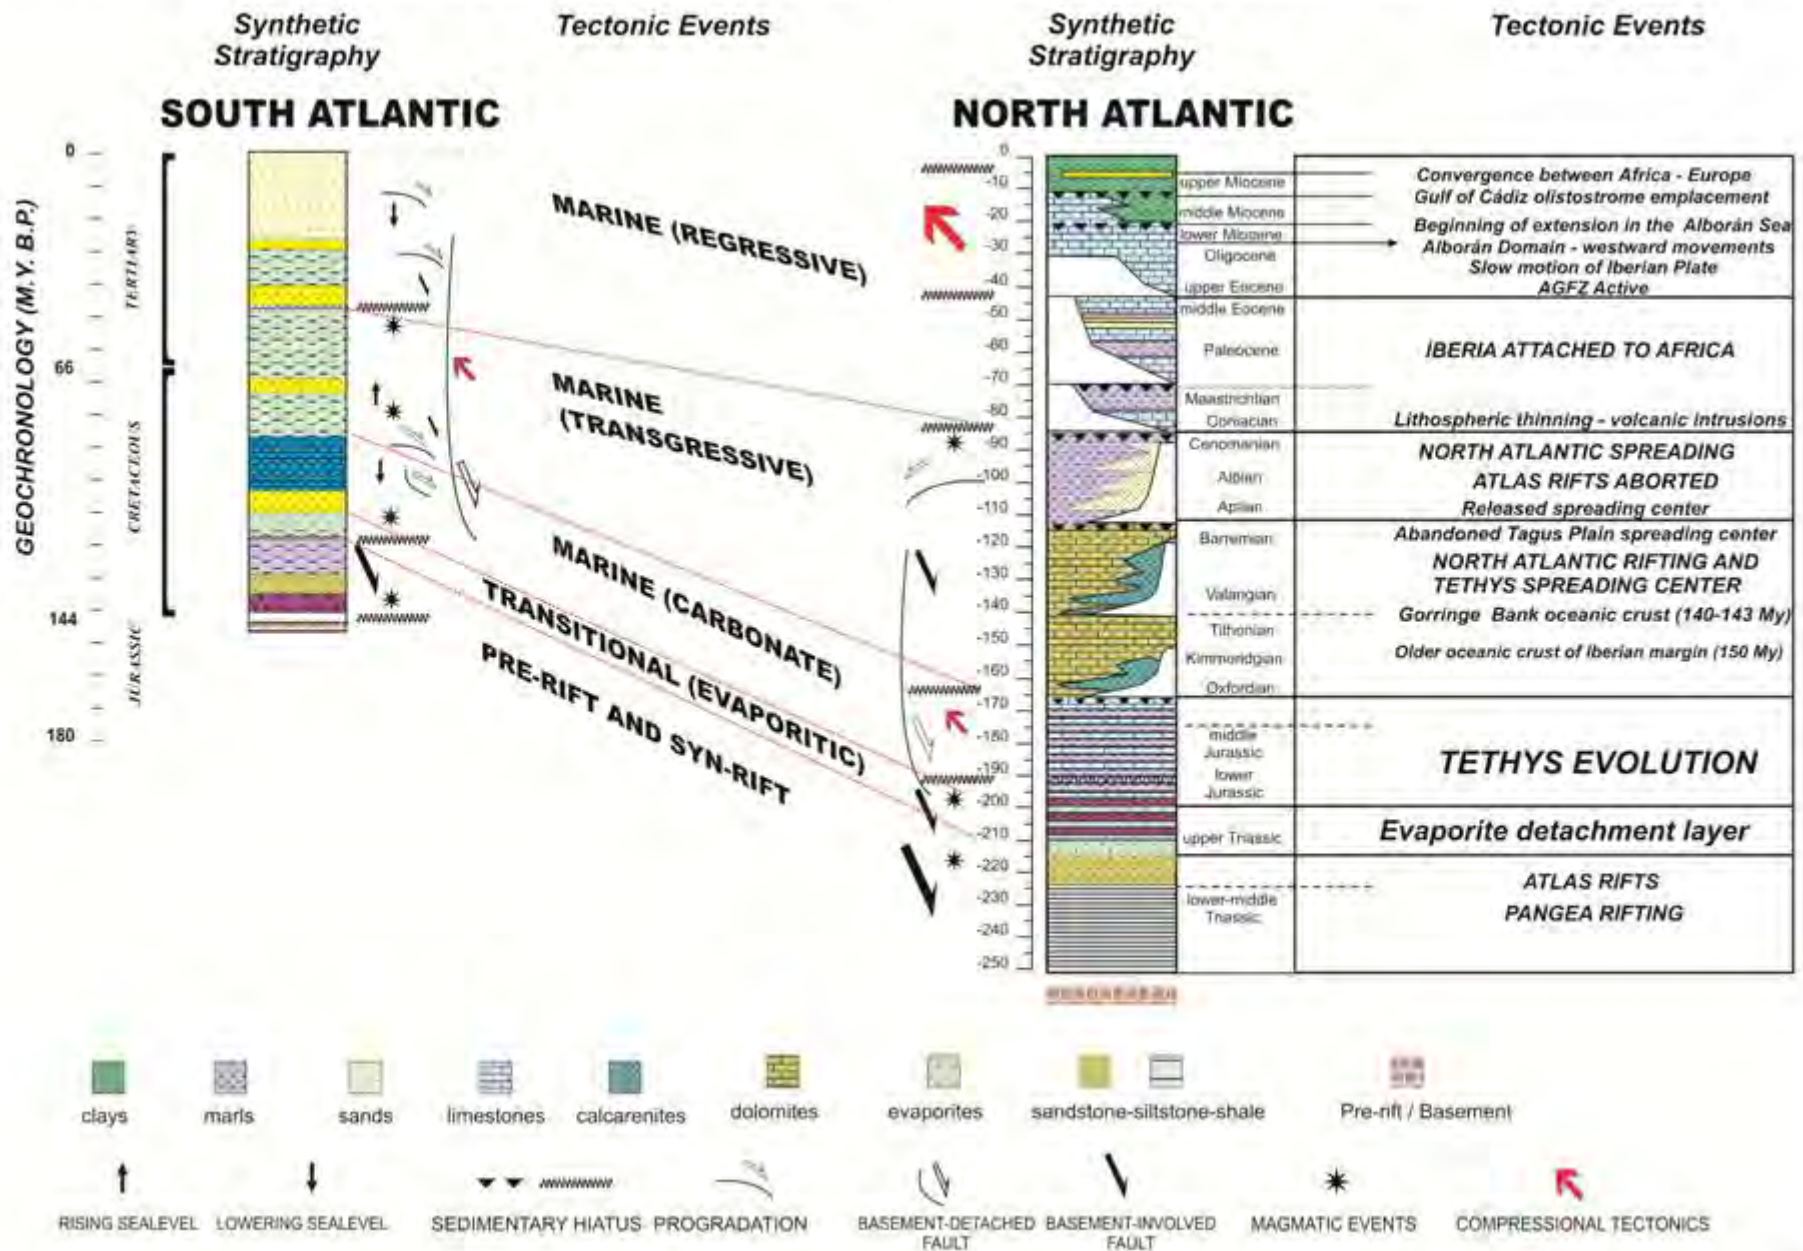 Synthetic
Stratigraphy
Tectonic Events
Synthetic
Stratigraphy
Tectonic Events
SOUTH ATLANTIC
NORTH ATLANTIC
GEOCHRONOLOGY (M. Y. B.P.)
0
66
144
180
TERTIARY
CRETACEOUS
JURASSIC
MARINE (REGRESSIVE)
MARINE
(TRANSGRESSIVE)
MARINE (CARBONATE)
TRANSITIONAL (EVAPORITIC)
PRE-RIFT AND SYN-RIFT
0
-10
-20
-30
-40
-50
-60
-70
-80
-90
-100
-110
-120
-130
-140
-150
-160
-170
-180
-190
-200
-210
-220
-230
-240
-250
upper Miocene
middle Miocene
lower Miocene
Oligocene
upper Eocene
middle Eocene
Paleocene
Maastrichtian
Coniacian
Cenomanian
Albian
Aptian
Barremian
Valangian
Tithonian
Kimmeridgian
Oxfordian
middle
Jurassic
lower
Jurassic
upper Triassic
lower-middle
Triassic
Convergence between Africa - Europe
Gulf of Cádiz olistostrome emplacement
Beginning of extension in the Alborán Sea
Alborán Domain - westward movements
Slow motion of Iberian Plate
AGFZ Active
IBERIA ATTACHED TO AFRICA
Lithospheric thinning - volcanic intrusions
NORTH ATLANTIC SPREADING
ATLAS RIFTS ABORTED
Released spreading center
Abandoned Tagus Plain spreading center
NORTH ATLANTIC RIFTING AND
TETHYS SPREADING CENTER
Gorringe Bank oceanic crust (140-143 My)
Older oceanic crust of Iberian margin (150 My)
TETHYS EVOLUTION
Evaporite detachment layer
ATLAS RIFTS
PANGEA RIFTING
clays
marls
sands
limestones
calcarenites
dolomites
evaporites
sandstone-siltstone-shale
Pre-rift / Basement
RISING SEALEVEL
LOWERING SEALEVEL
SEDIMENTARY HIATUS
PROGRADATION
BASEMENT-DETACHED
FAULT
BASEMENT-INVOLVED
FAULT
MAGMATIC EVENTS
COMPRESSIONAL TECTONICS